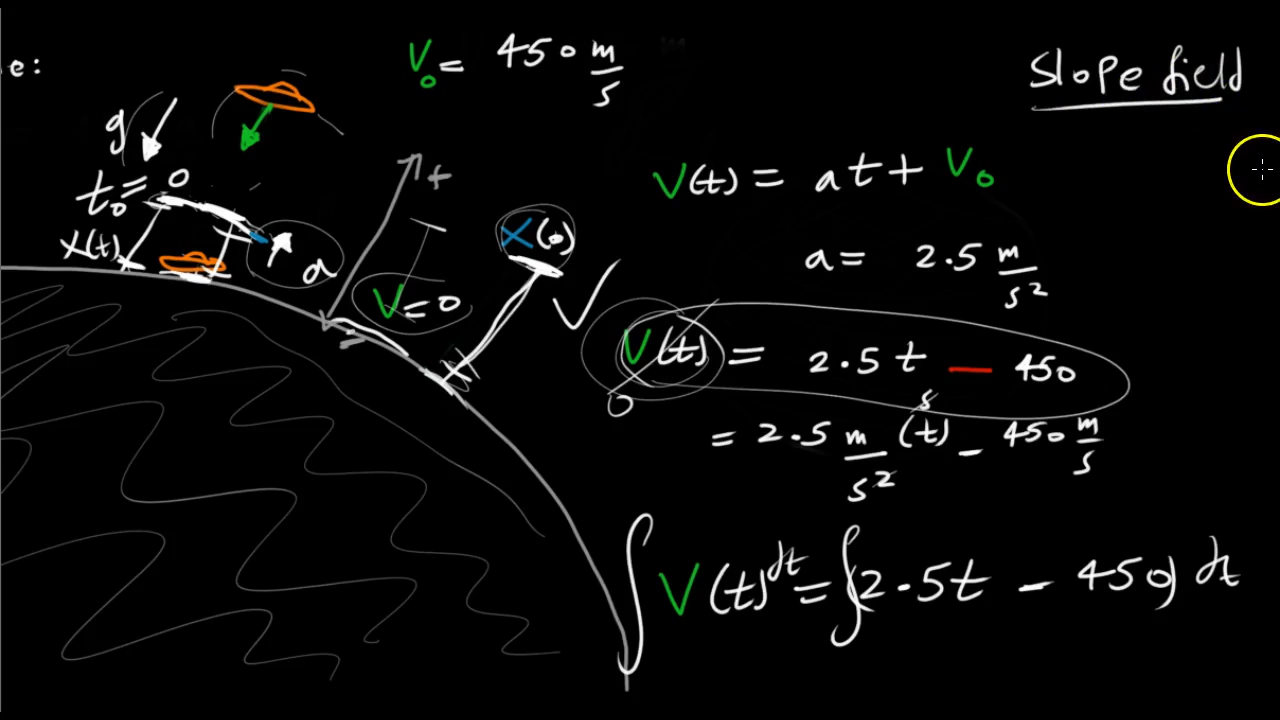 e:
V₀ = 450 m/s
Slope field
g
t₀ = 0
X(t)
a
+
V = 0
X(0)
V(t) = at + V₀
a = 2.5 m/s²
V(t) = 2.5t - 450
0
= 2.5 m/s² (t) s - 450 m/s
∫ V(t) dt = ∫(2.5t - 450) dt